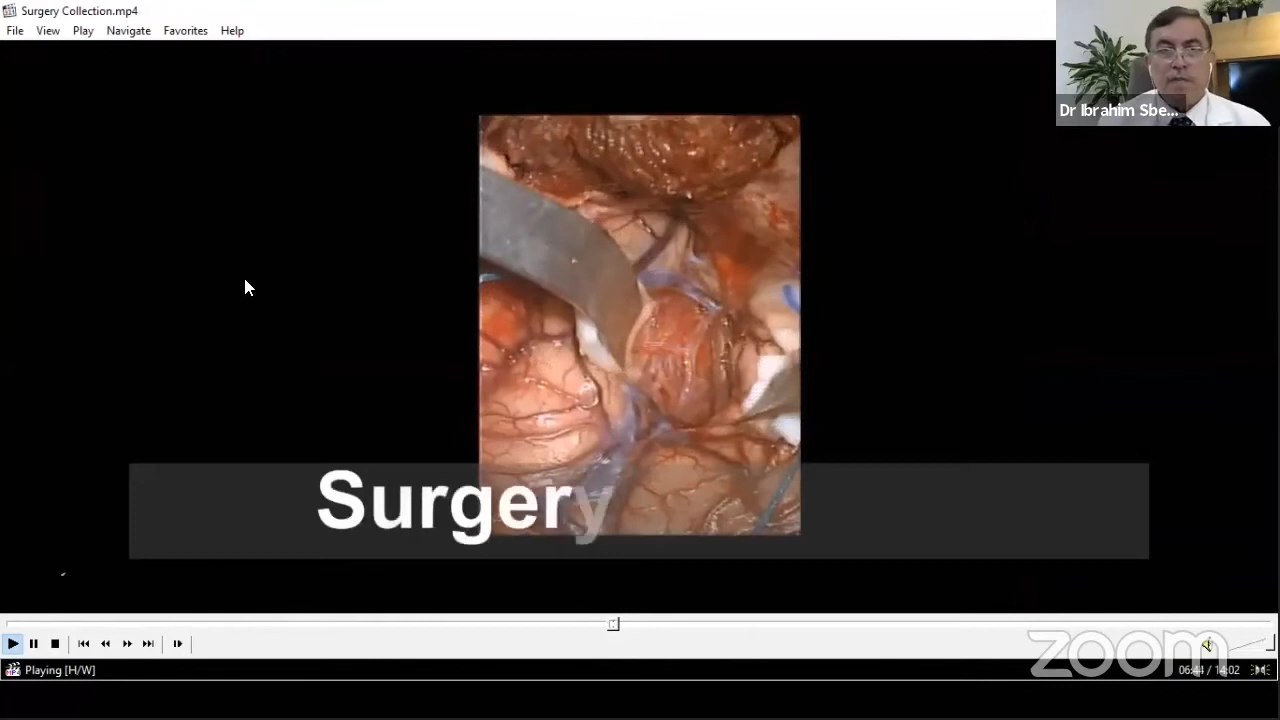 Surgery Collection.mp4
File View Play Navigate Favorites Help
Dr Ibrahim Sbe...
Surgery
zoom
Playing [H/W]
06:44 / 14:02